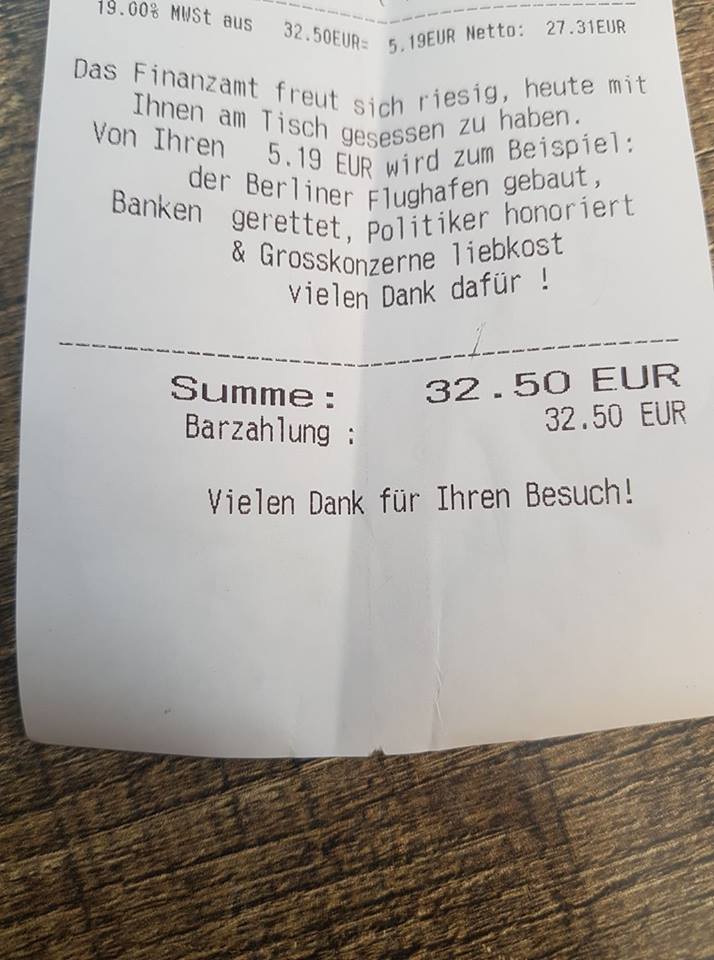 19.00% MWSt aus 32.50EUR= 5.19EUR Netto: 27.31EUR
Das Finanzamt freut sich riesig, heute mit
Ihnen am Tisch gesessen zu haben.
Von Ihren 5.19 EUR wird zum Beispiel:
der Berliner Flughafen gebaut,
Banken gerettet, Politiker honoriert
& Grosskonzerne liebkost
vielen Dank dafür !
Summe: 32.50 EUR
Barzahlung : 32.50 EUR
Vielen Dank für Ihren Besuch!